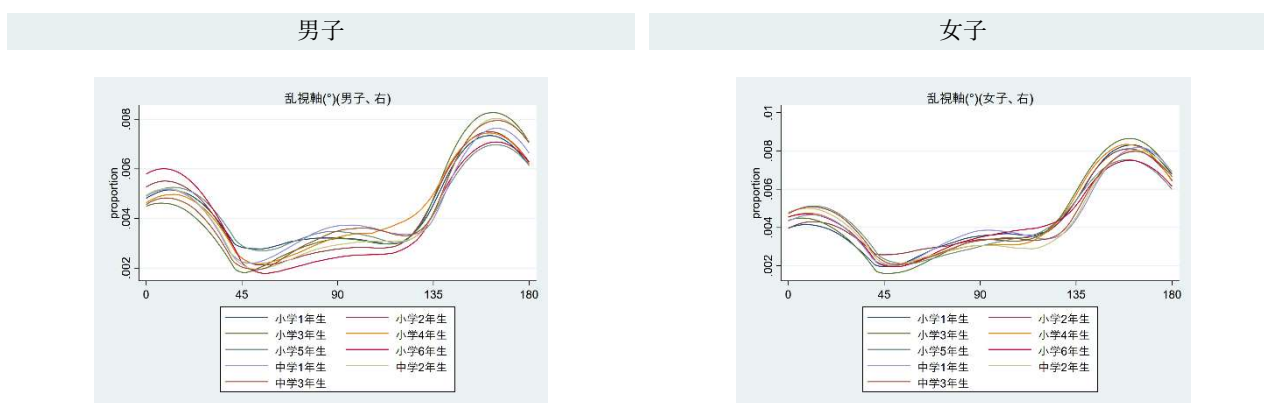 男子
女子
乱視軸(°)(男子、右)
proportion
.008
.006
.004
.002
0 45 90 135 180
小学1年生 小学2年生
小学3年生 小学4年生
小学5年生 小学6年生
中学1年生 中学2年生
中学3年生
乱視軸(°)(女子、右)
proportion
.01
.008
.006
.004
.002
0 45 90 135 180
小学1年生 小学2年生
小学3年生 小学4年生
小学5年生 小学6年生
中学1年生 中学2年生
中学3年生